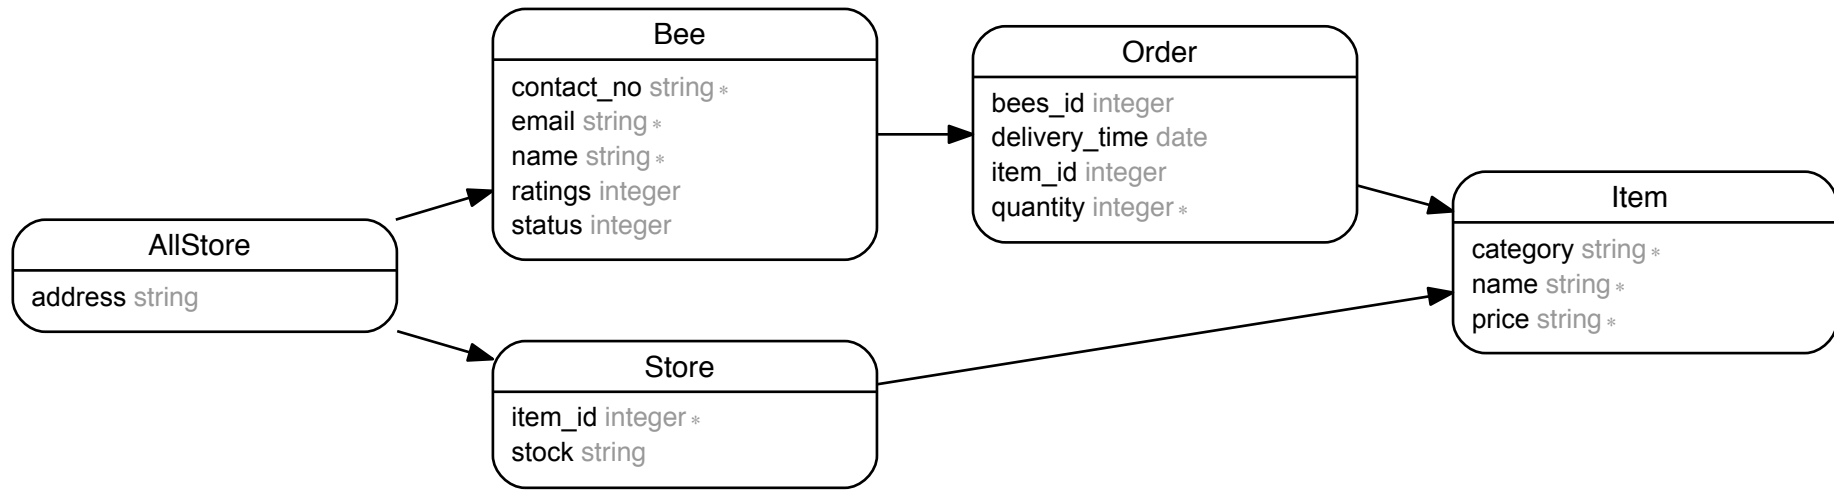 AllStore
address string
Bee
contact_no string *
email string *
name string *
ratings integer
status integer
Store
item_id integer *
stock string
Order
bees_id integer
delivery_time date
item_id integer
quantity integer *
Item
category string *
name string *
price string *